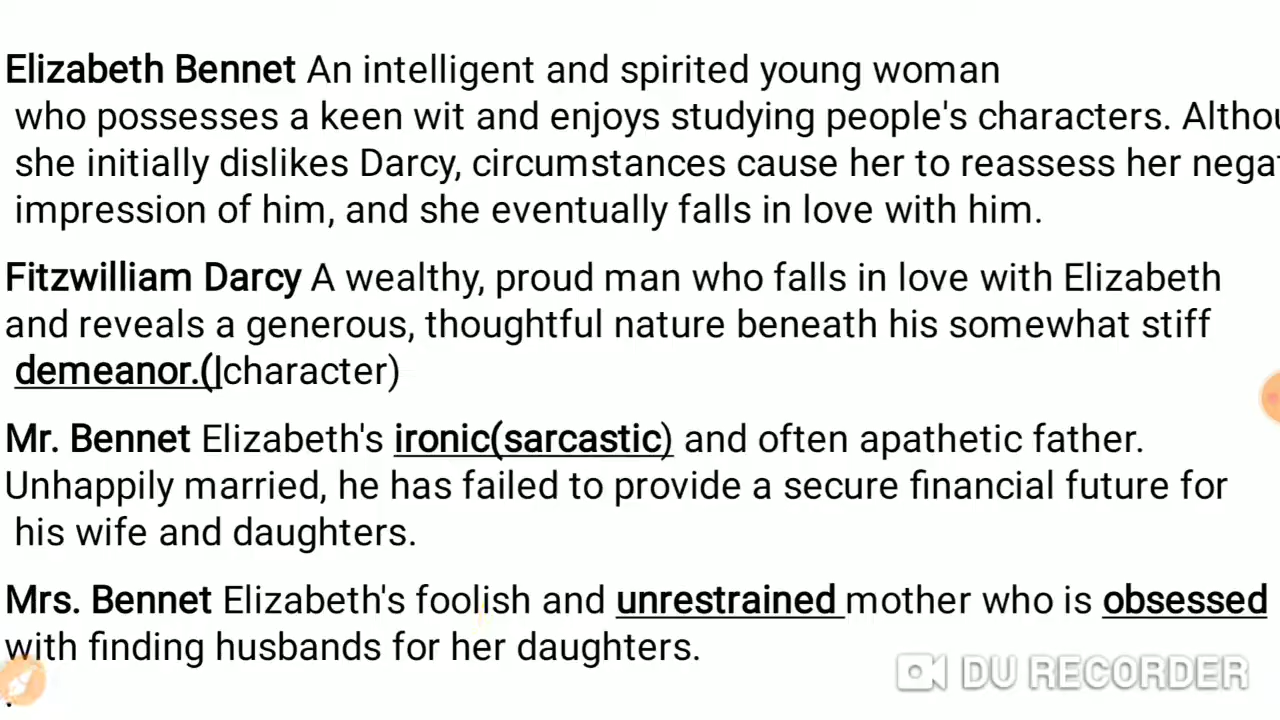 Elizabeth Bennet An intelligent and spirited young woman
who possesses a keen wit and enjoys studying people's characters. Althou
she initially dislikes Darcy, circumstances cause her to reassess her nega
impression of him, and she eventually falls in love with him.
Fitzwilliam Darcy A wealthy, proud man who falls in love with Elizabeth
and reveals a generous, thoughtful nature beneath his somewhat stiff
demeanor.(character)
Mr. Bennet Elizabeth's ironic(sarcastic) and often apathetic father.
Unhappily married, he has failed to provide a secure financial future for
his wife and daughters.
Mrs. Bennet Elizabeth's foolish and unrestrained mother who is obsessed
with finding husbands for her daughters.
.
DU RECORDER